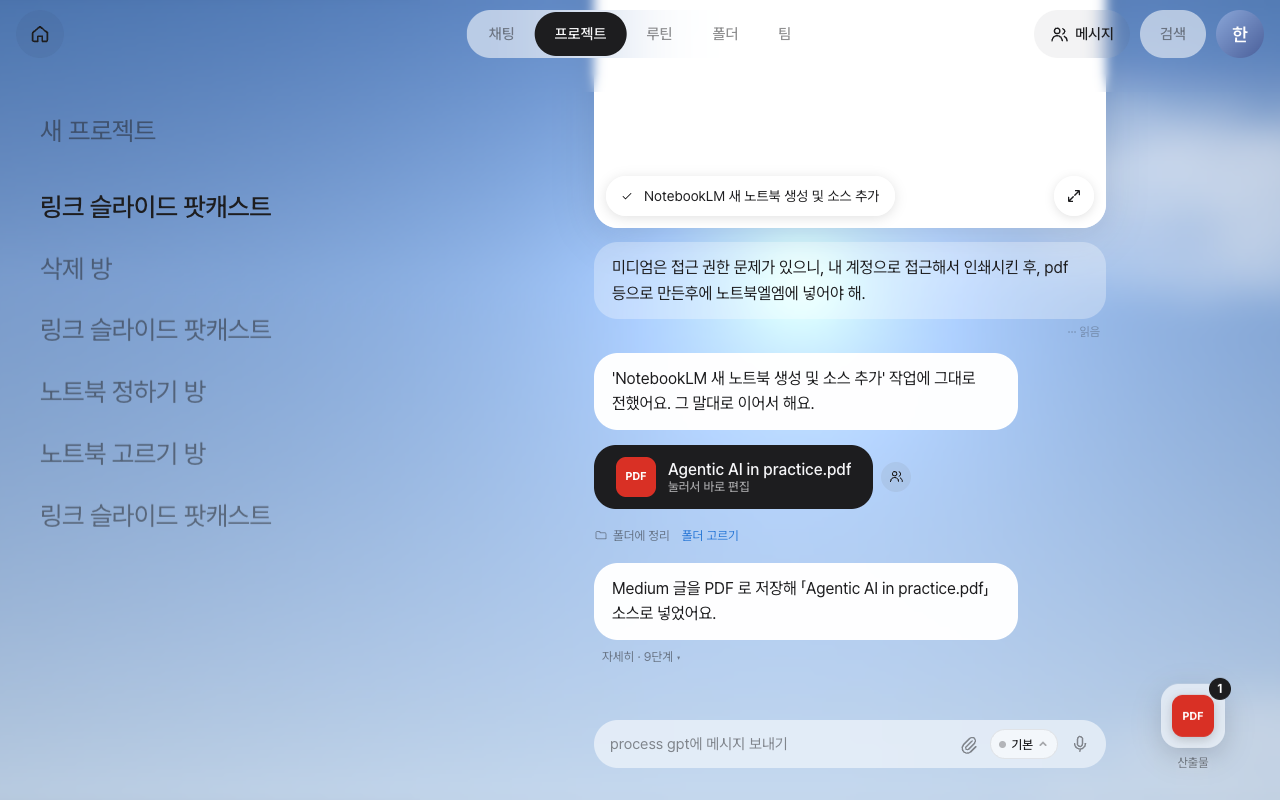 채팅
프로젝트
루틴
폴더
팀
메시지
검색
한
새 프로젝트
링크 슬라이드 팟캐스트
삭제 방
링크 슬라이드 팟캐스트
노트북 정하기 방
노트북 고르기 방
링크 슬라이드 팟캐스트
NotebookLM 새 노트북 생성 및 소스 추가
미디엄은 접근 권한 문제가 있으니, 내 계정으로 접근해서 인쇄시킨 후, pdf
등으로 만든후에 노트북엘엠에 넣어야 해.
··· 읽음
'NotebookLM 새 노트북 생성 및 소스 추가' 작업에 그대로
전했어요. 그 말대로 이어서 해요.
PDF
Agentic AI in practice.pdf
눌러서 바로 편집
폴더에 정리 폴더 고르기
Medium 글을 PDF 로 저장해 「Agentic AI in practice.pdf」
소스로 넣었어요.
자세히 · 9단계
process gpt에 메시지 보내기
기본
1
PDF
산출물